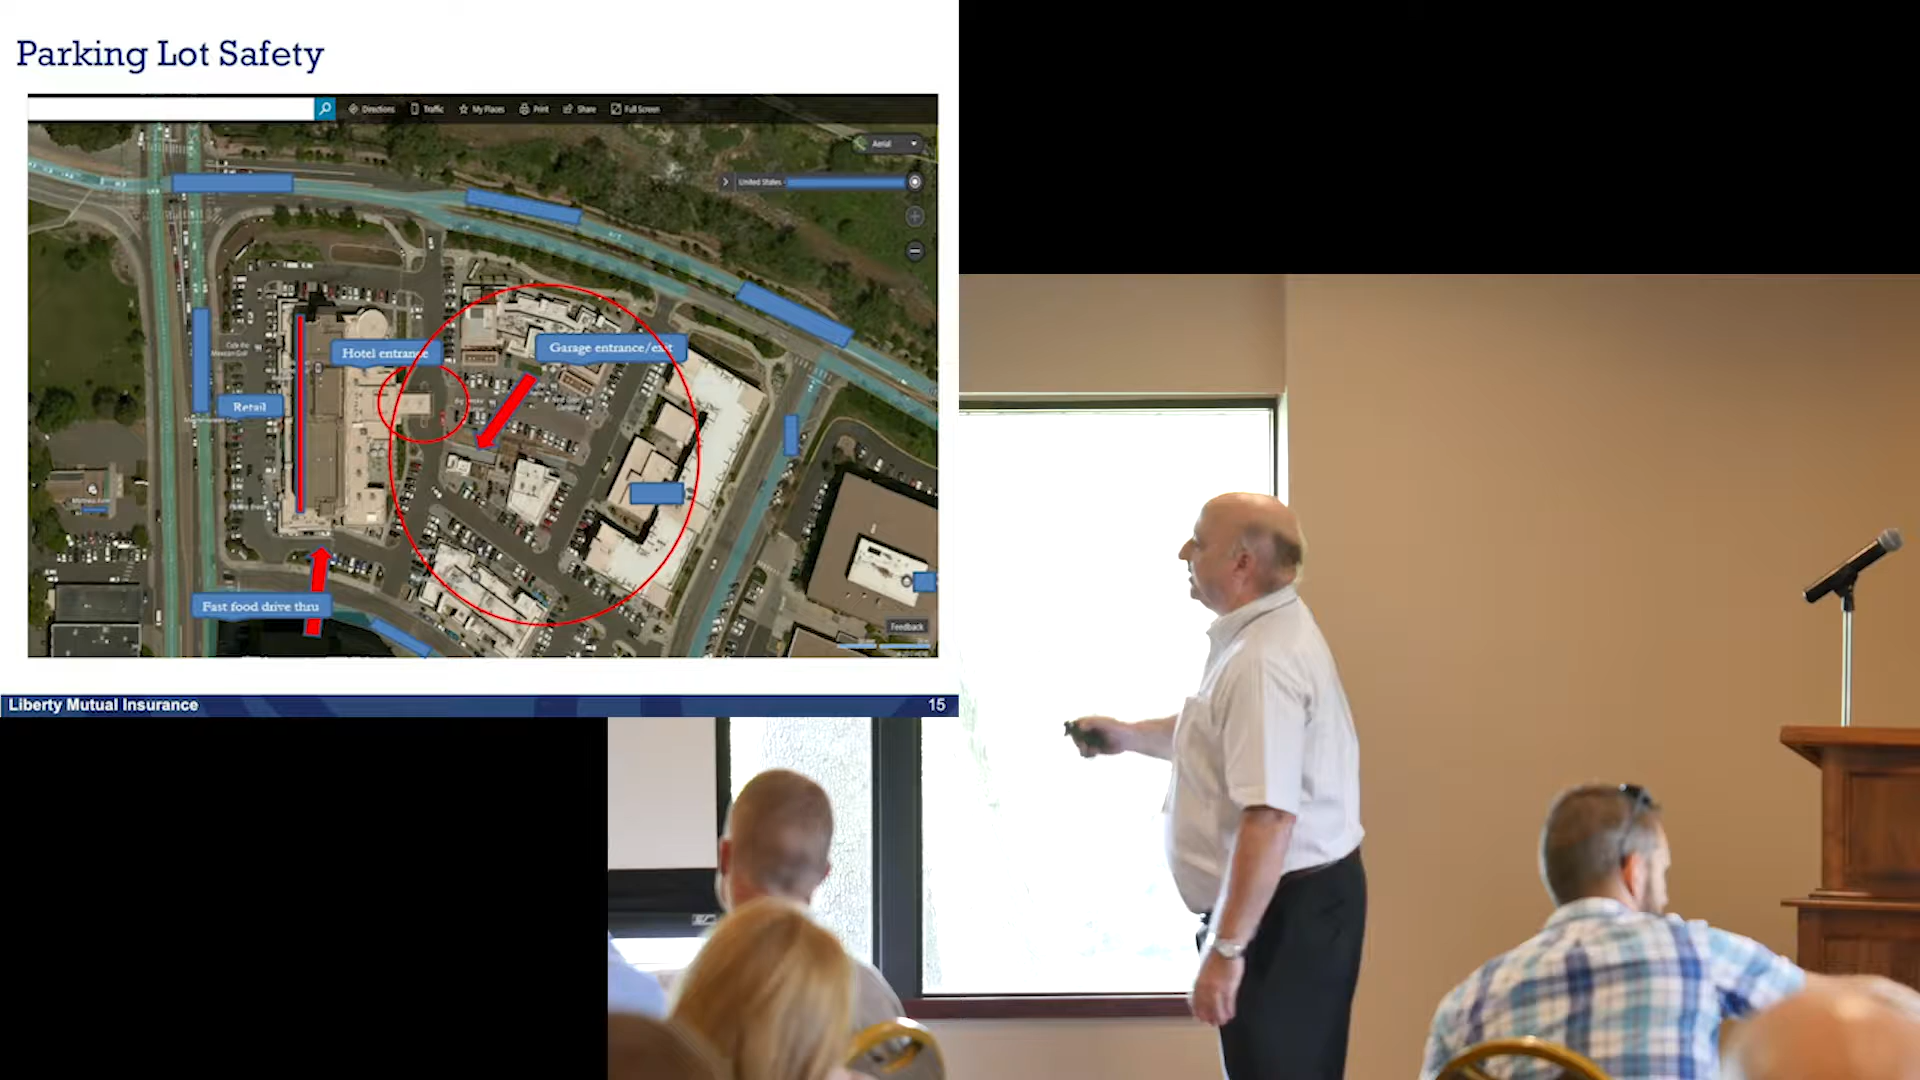 Parking Lot Safety
Directions Traffic My Places Print Share Full Screen
Aerial
United States
Hotel entrance
Garage entrance/exit
Retail
Fast food drive thru
Feedback
Liberty Mutual Insurance 15